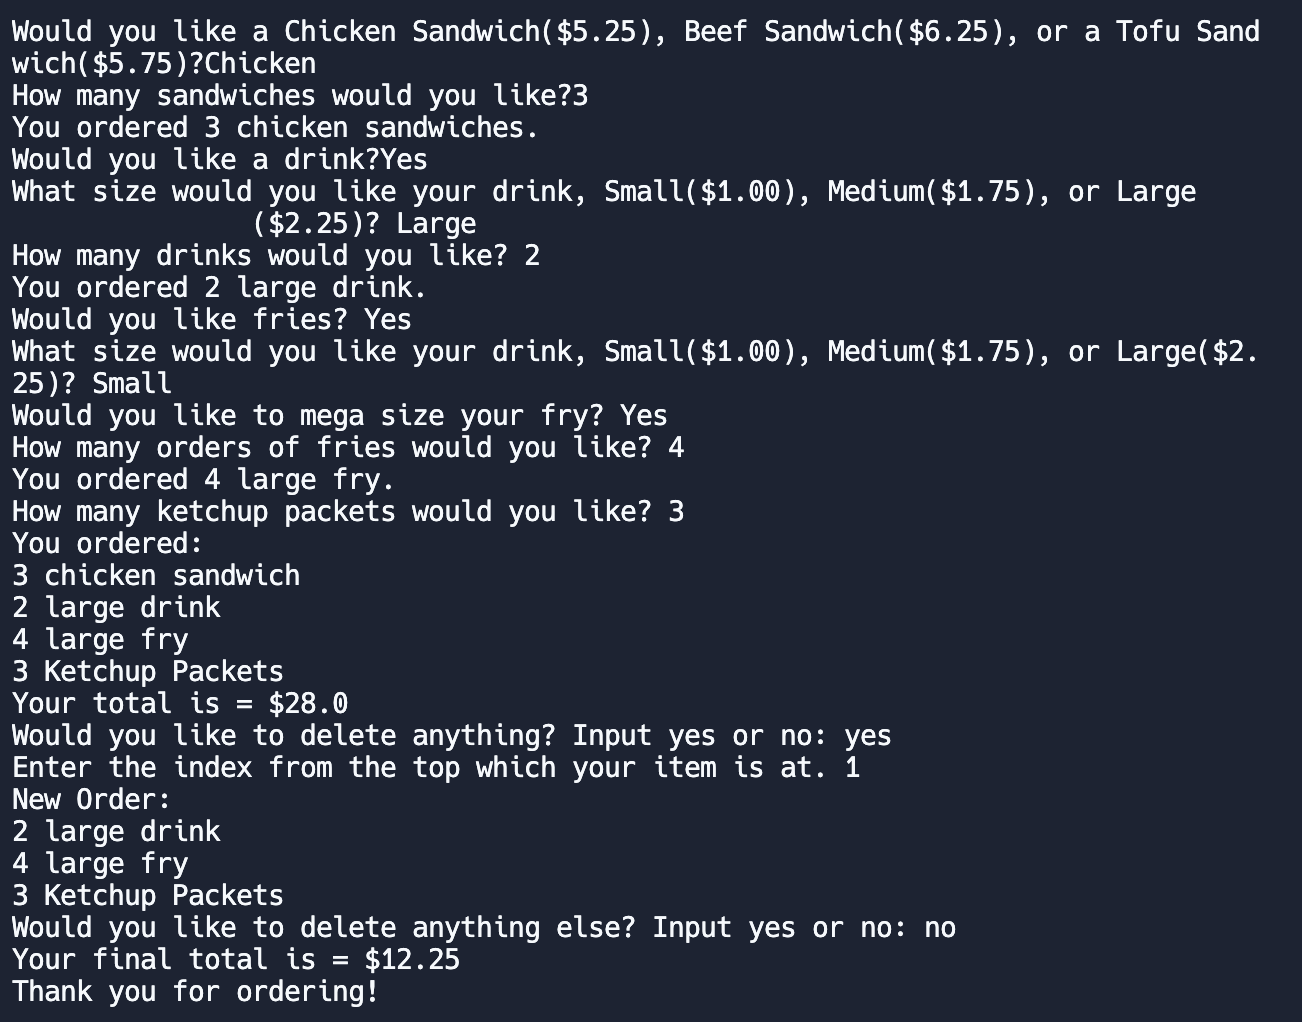 Would you like a Chicken Sandwich($5.25), Beef Sandwich($6.25), or a Tofu Sand
wich($5.75)?Chicken
How many sandwiches would you like?3
You ordered 3 chicken sandwiches.
Would you like a drink?Yes
What size would you like your drink, Small($1.00), Medium($1.75), or Large
               ($2.25)? Large
How many drinks would you like? 2
You ordered 2 large drink.
Would you like fries? Yes
What size would you like your drink, Small($1.00), Medium($1.75), or Large($2.
25)? Small
Would you like to mega size your fry? Yes
How many orders of fries would you like? 4
You ordered 4 large fry.
How many ketchup packets would you like? 3
You ordered:
3 chicken sandwich
2 large drink
4 large fry
3 Ketchup Packets
Your total is = $28.0
Would you like to delete anything? Input yes or no: yes
Enter the index from the top which your item is at. 1
New Order:
2 large drink
4 large fry
3 Ketchup Packets
Would you like to delete anything else? Input yes or no: no
Your final total is = $12.25
Thank you for ordering!